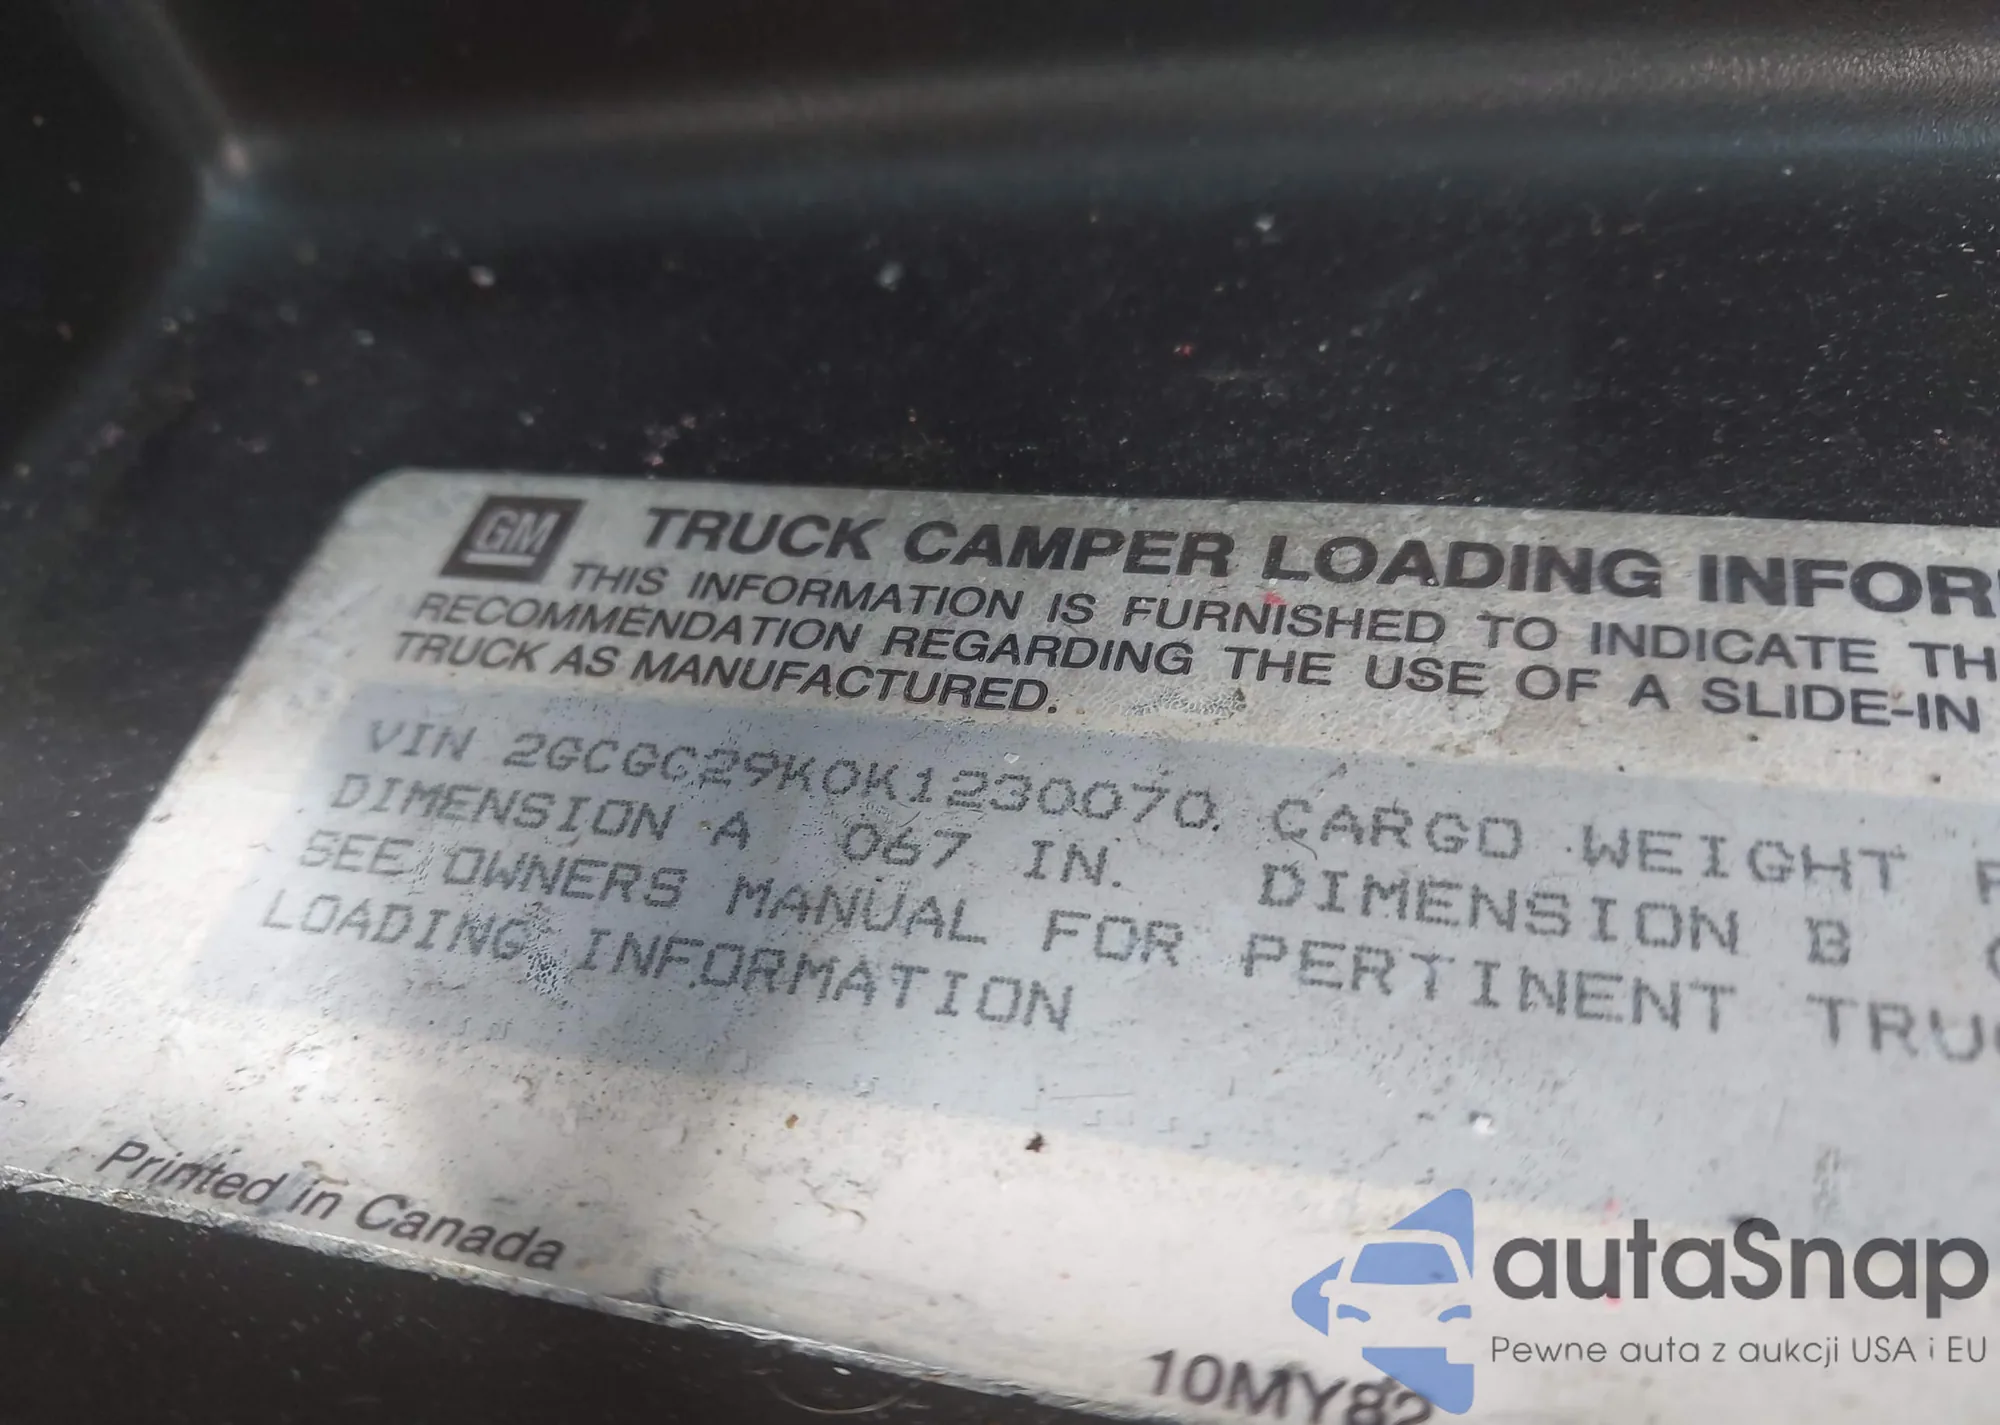 GM TRUCK CAMPER LOADING INFOR
THIS INFORMATION IS FURNISHED TO INDICATE TH
RECOMMENDATION REGARDING THE USE OF A SLIDE-IN
TRUCK AS MANUFACTURED.
VIN 2GCGC29K0K1230070. CARGO WEIGHT
DIMENSION A 067 IN. DIMENSION B
SEE OWNERS MANUAL FOR PERTINENT TRUC
LOADING INFORMATION
Printed in Canada
10MY82
autaSnap
Pewne auta z aukcji USA i EU